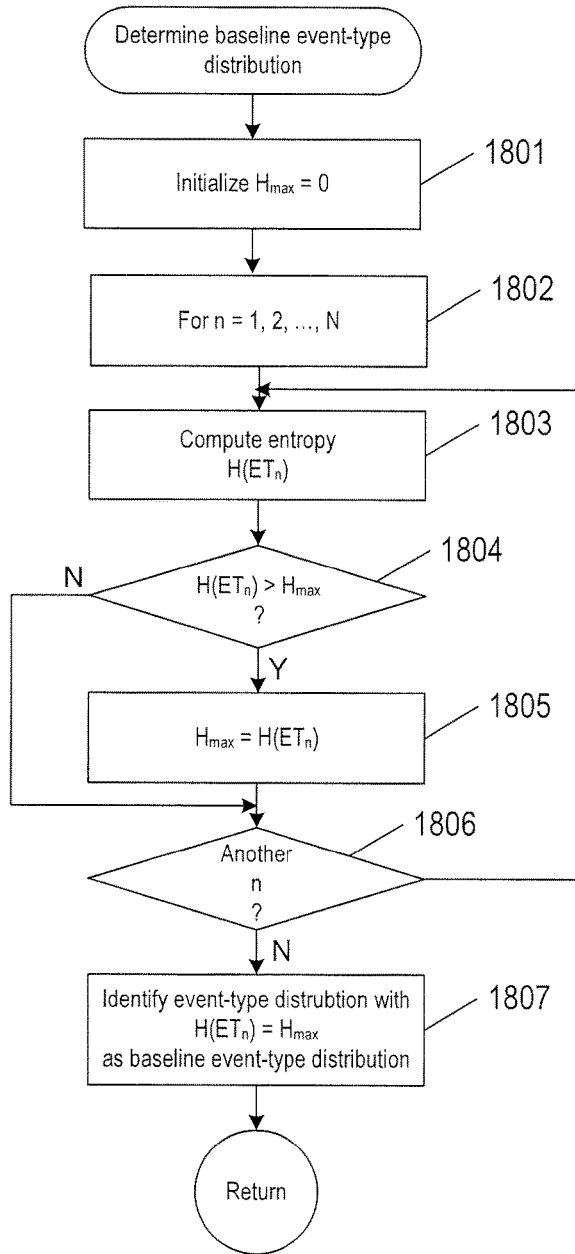 Determine baseline event-type
distribution
1801
Initialize Hmax = 0
1802
For n = 1, 2, ..., N
1803
Compute entropy
H(ETn)
1804
N
H(ETn) > Hmax
?
Y
1805
Hmax = H(ETn)
1806
Another
n
?
N
1807
Identify event-type distrubtion with
H(ETn) = Hmax
as baseline event-type distribution
Return